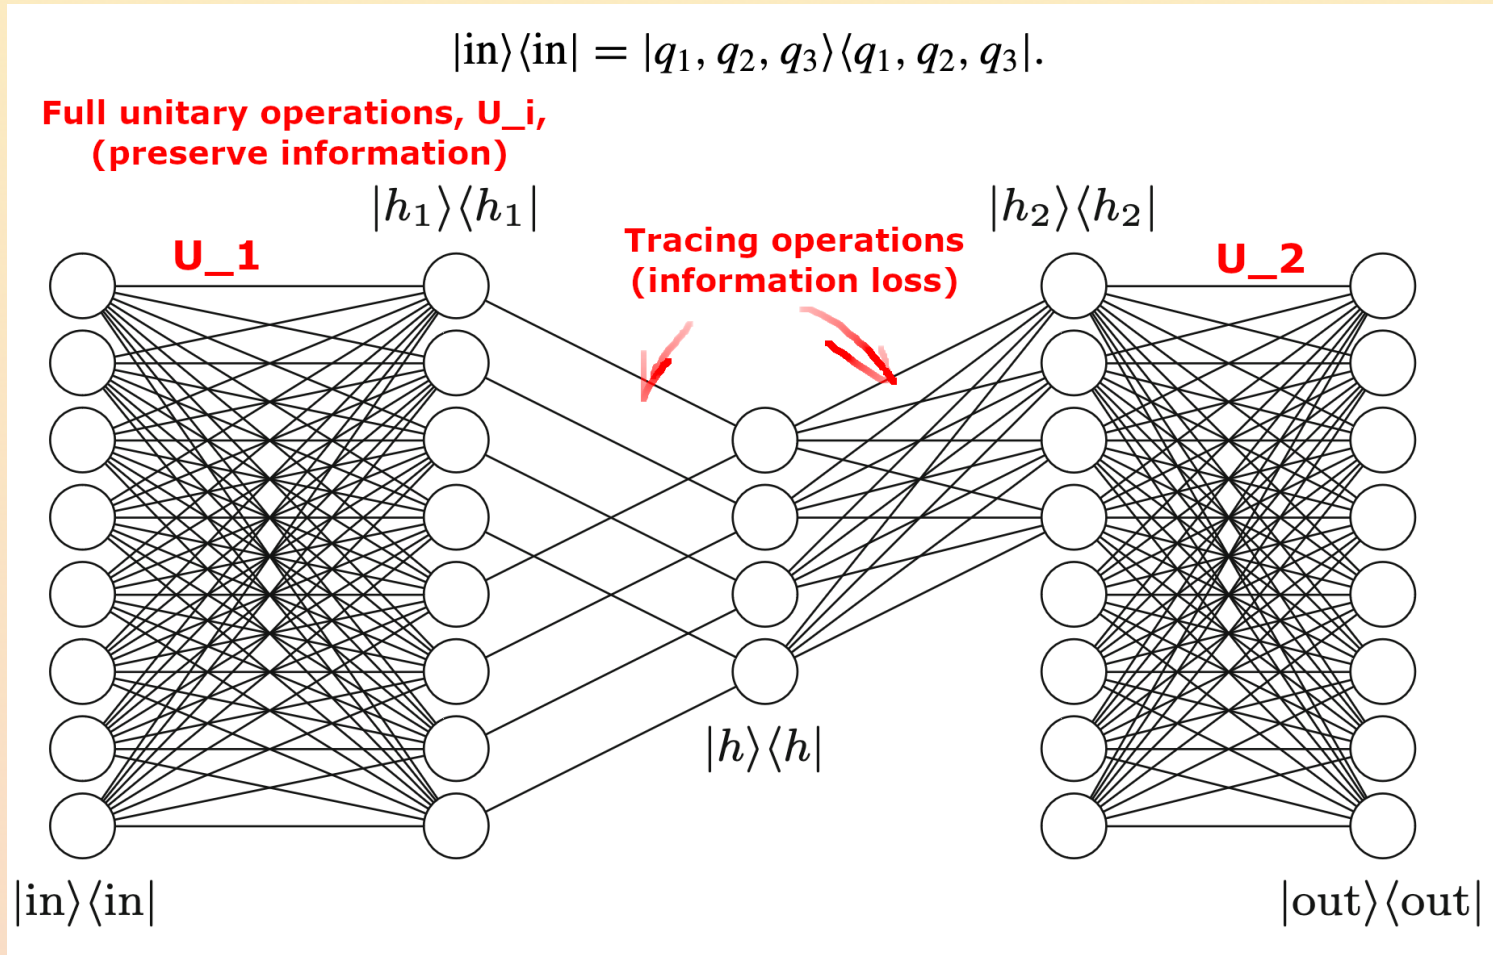 |in⟩⟨in| = |q₁, q₂, q₃⟩⟨q₁, q₂, q₃|.
Full unitary operations, U_i,
(preserve information)
|h₁⟩⟨h₁|
|h₂⟩⟨h₂|
U_1
Tracing operations
(information loss)
U_2
|h⟩⟨h|
|in⟩⟨in|
|out⟩⟨out|